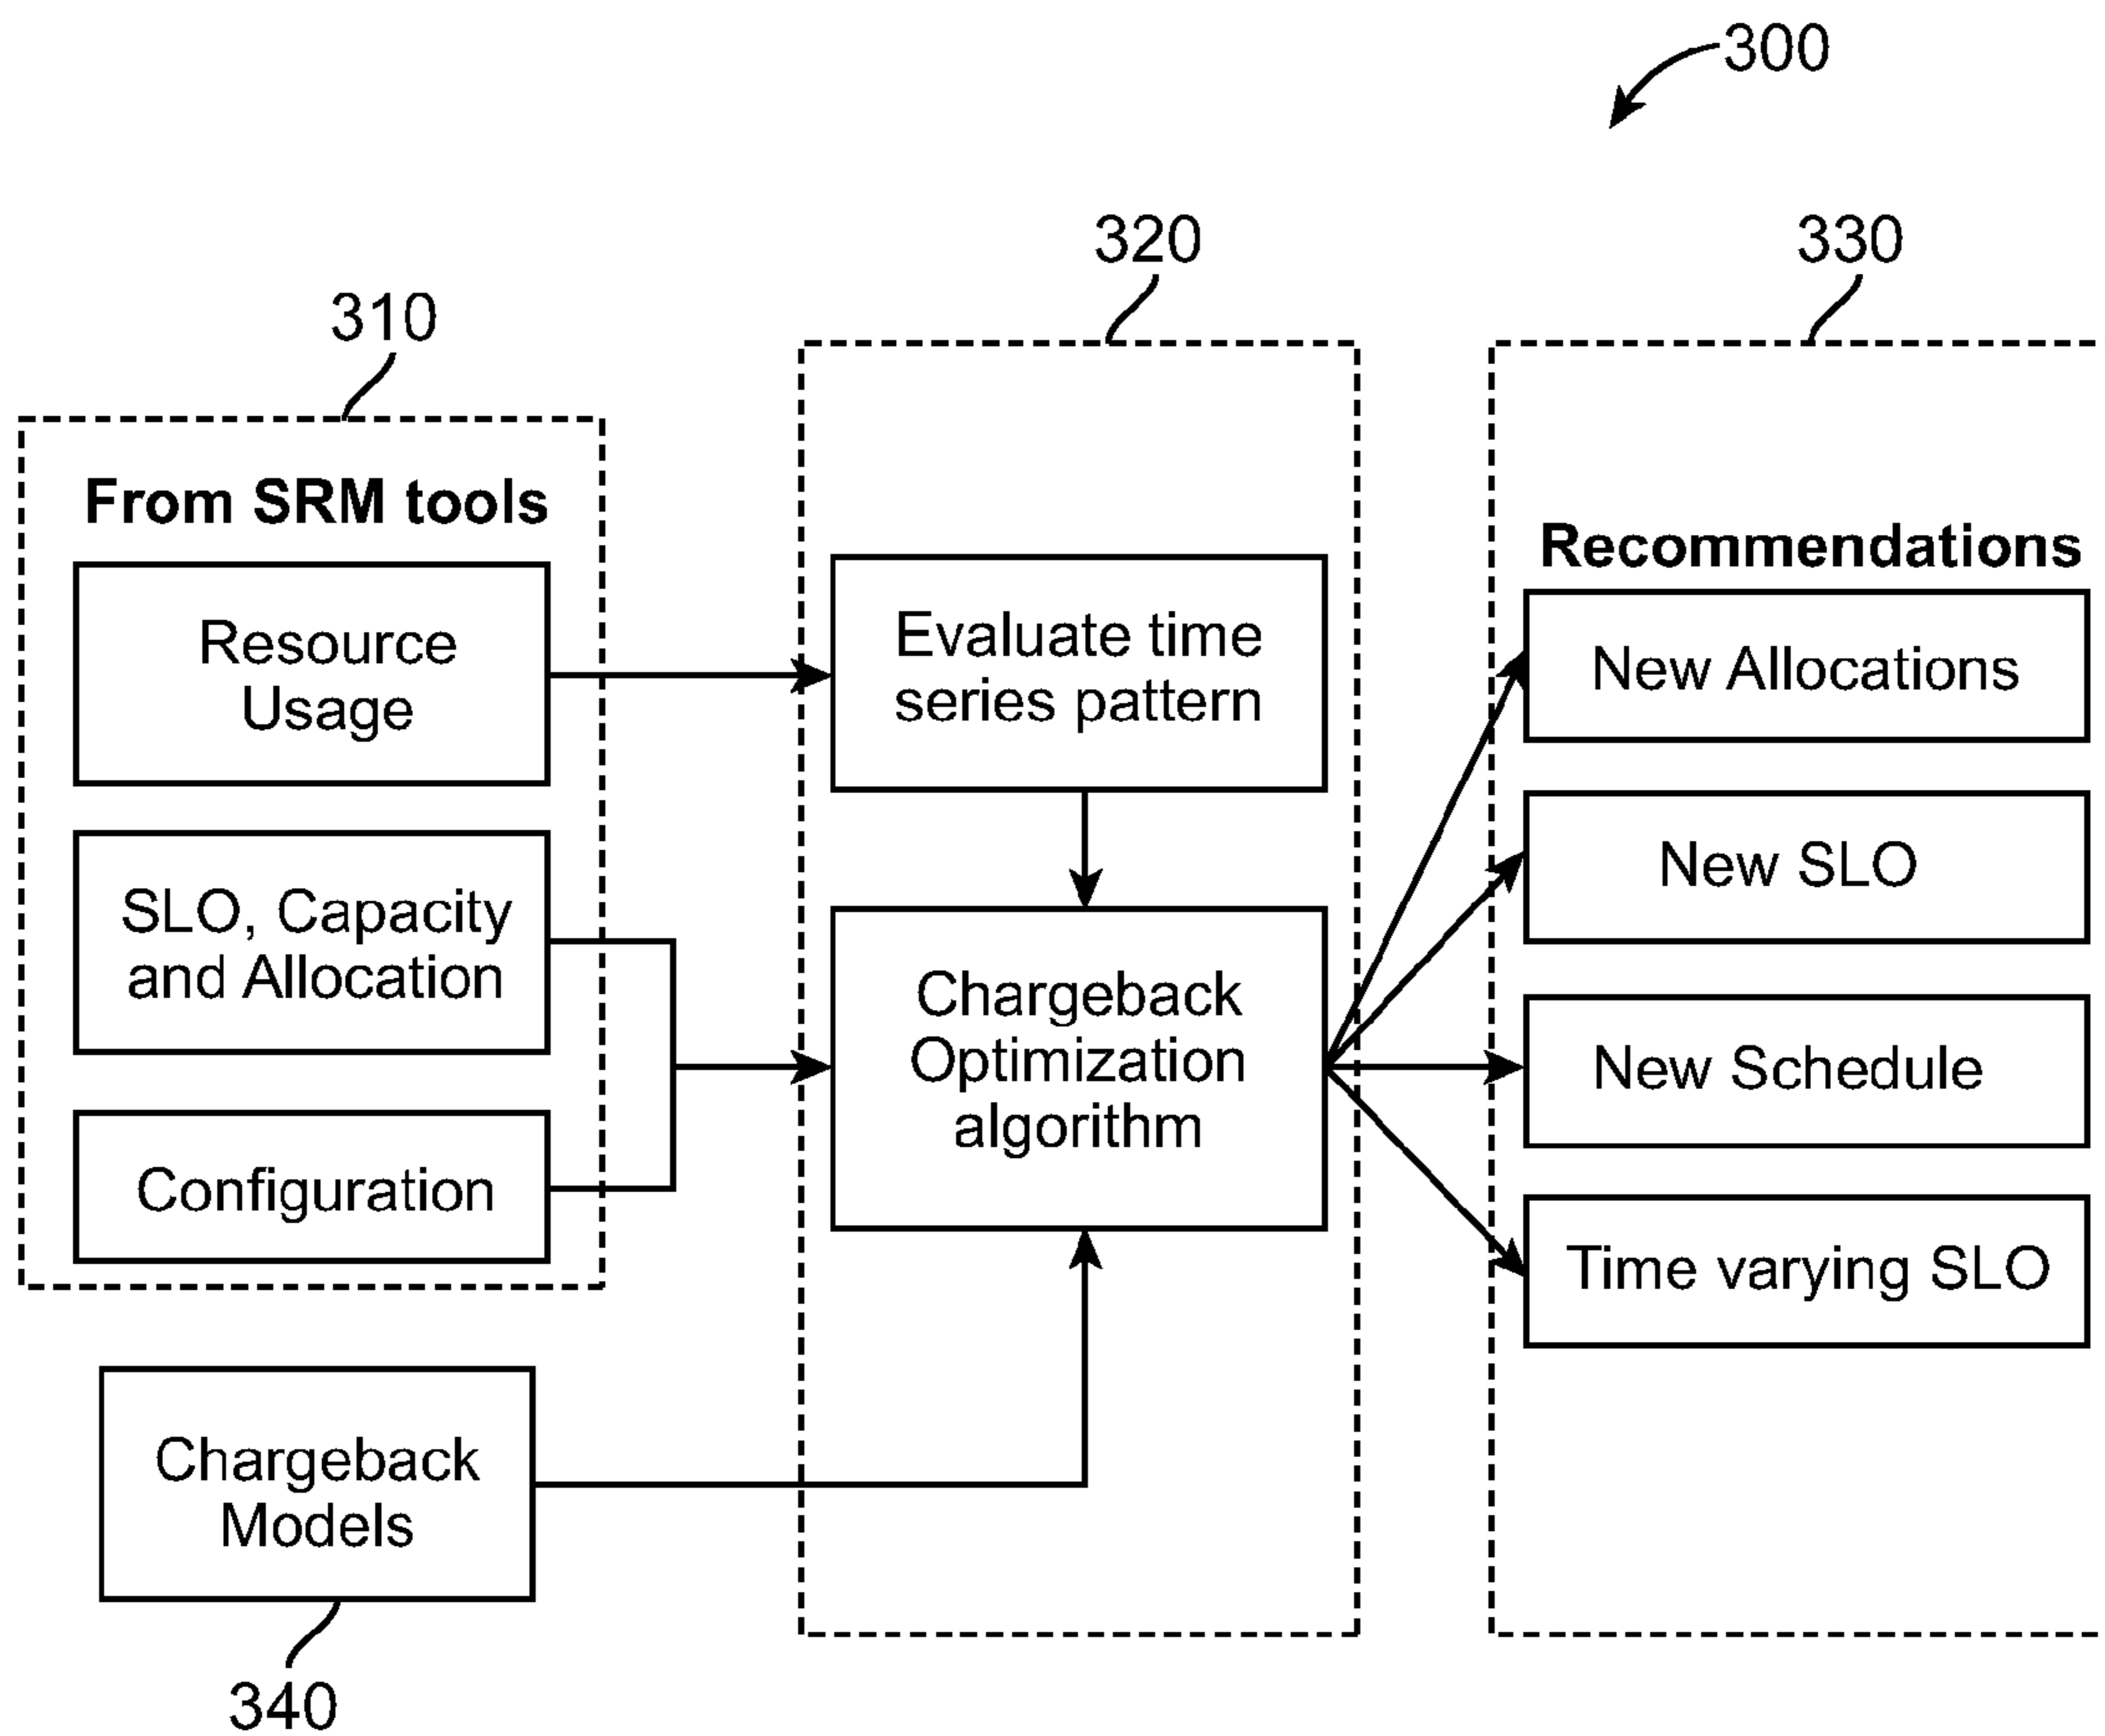 300
320
330
310
From SRM tools
Resource
Usage
SLO, Capacity
and Allocation
Configuration
Chargeback
Models
340
Evaluate time
series pattern
Chargeback
Optimization
algorithm
Recommendations
New Allocations
New SLO
New Schedule
Time varying SLO